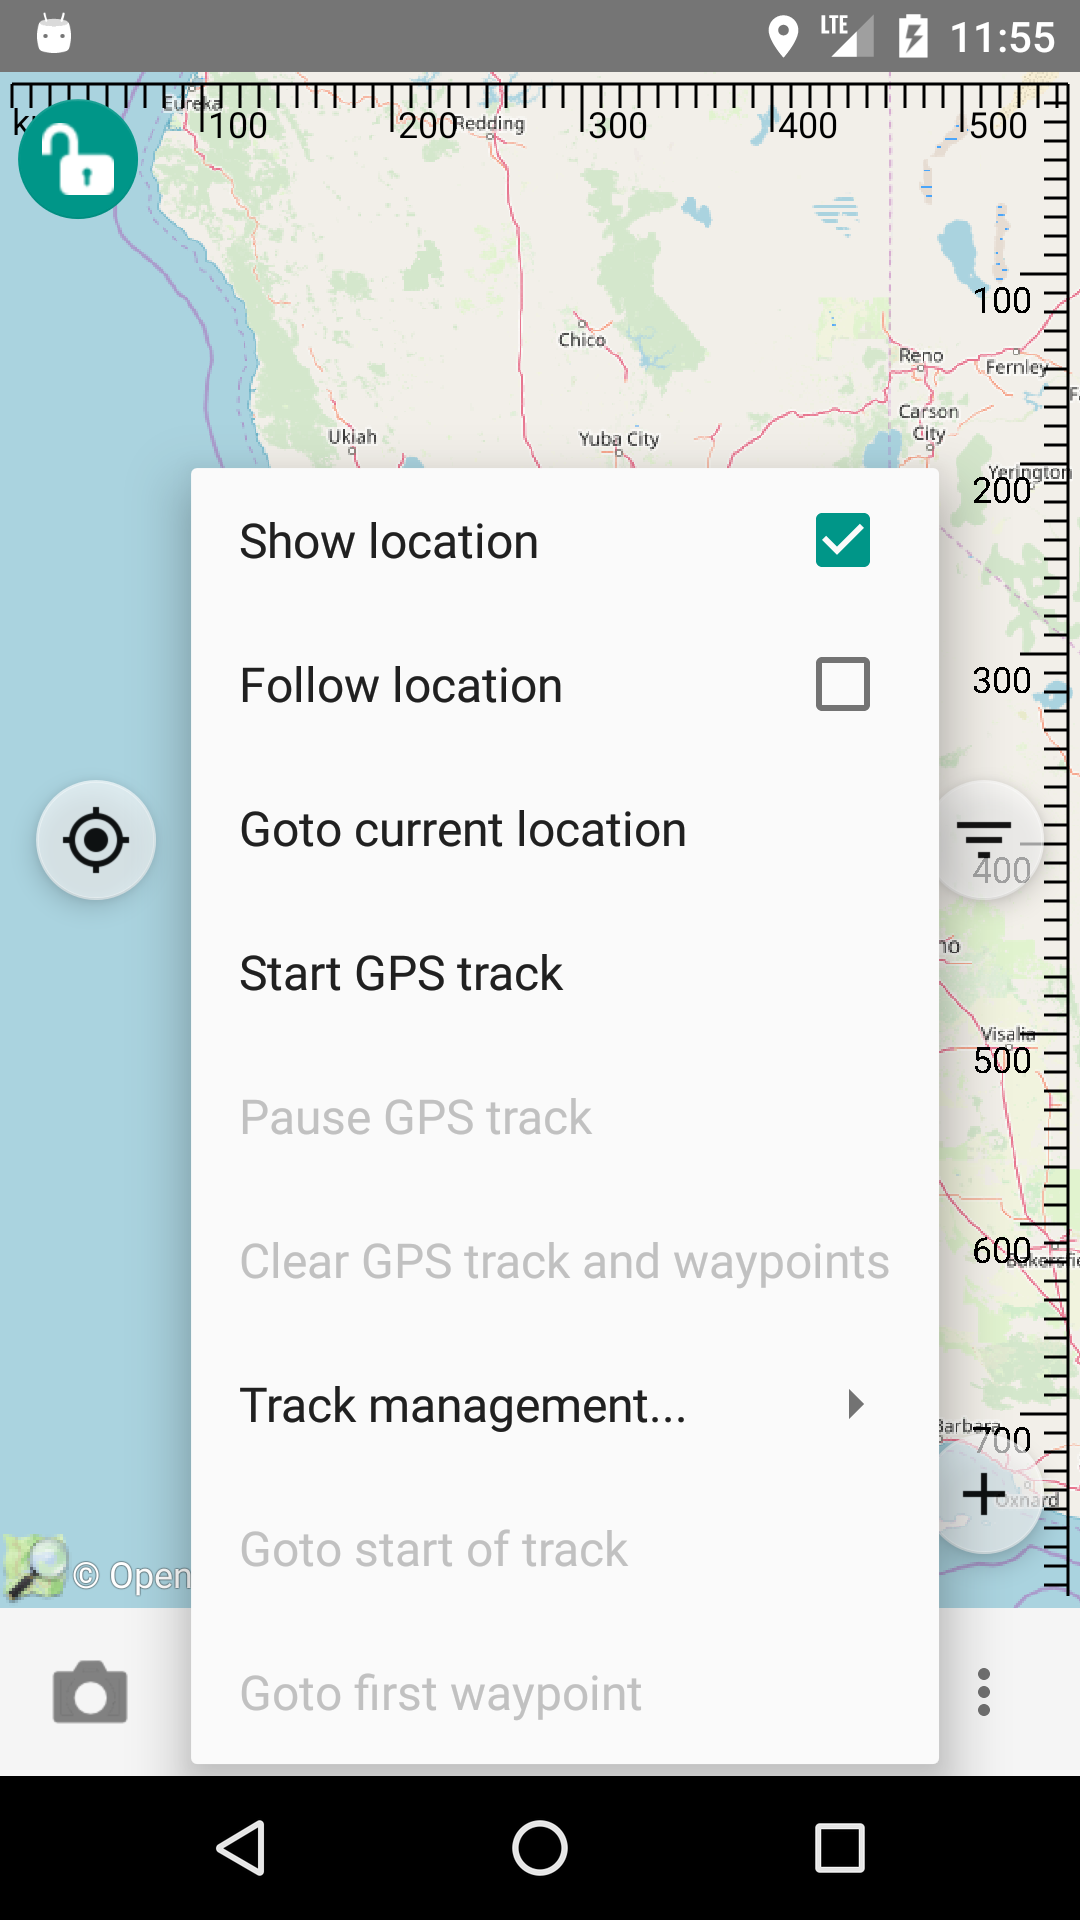 LTE 11:55
Eureka
100 200 300 400 500
Redding
100
Chico
Reno
Fernley
Carson
City
Ukiah
Yuba City
Yerington
200
Show location
Follow location
300
Goto current location
400
Start GPS track
Visalia
500
Pause GPS track
Clear GPS track and waypoints
600
Track management...
Barbara
700
Oxnard
Goto start of track
© Open
Goto first waypoint